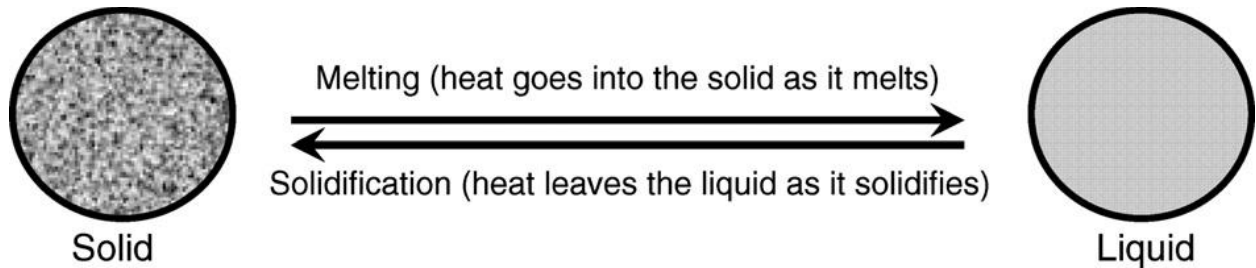 Melting (heat goes into the solid as it melts)
Solidification (heat leaves the liquid as it solidifies)
Solid
Liquid